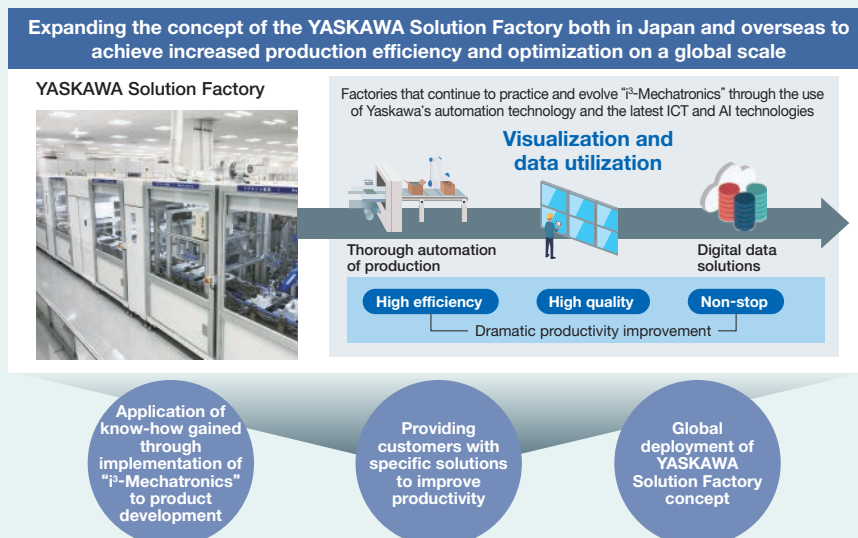 Expanding the concept of the YASKAWA Solution Factory both in Japan and overseas to
achieve increased production efficiency and optimization on a global scale
YASKAWA Solution Factory
Factories that continue to practice and evolve “i³-Mechatronics” through the use
of Yaskawa’s automation technology and the latest ICT and AI technologies
Visualization and
data utilization
Thorough automation
of production
Digital data
solutions
High efficiency
High quality
Non-stop
Dramatic productivity improvement
Application of
know-how gained
through
implementation of
“i³-Mechatronics”
to product
development
Providing
customers with
specific solutions
to improve
productivity
Global
deployment of
YASKAWA
Solution Factory
concept